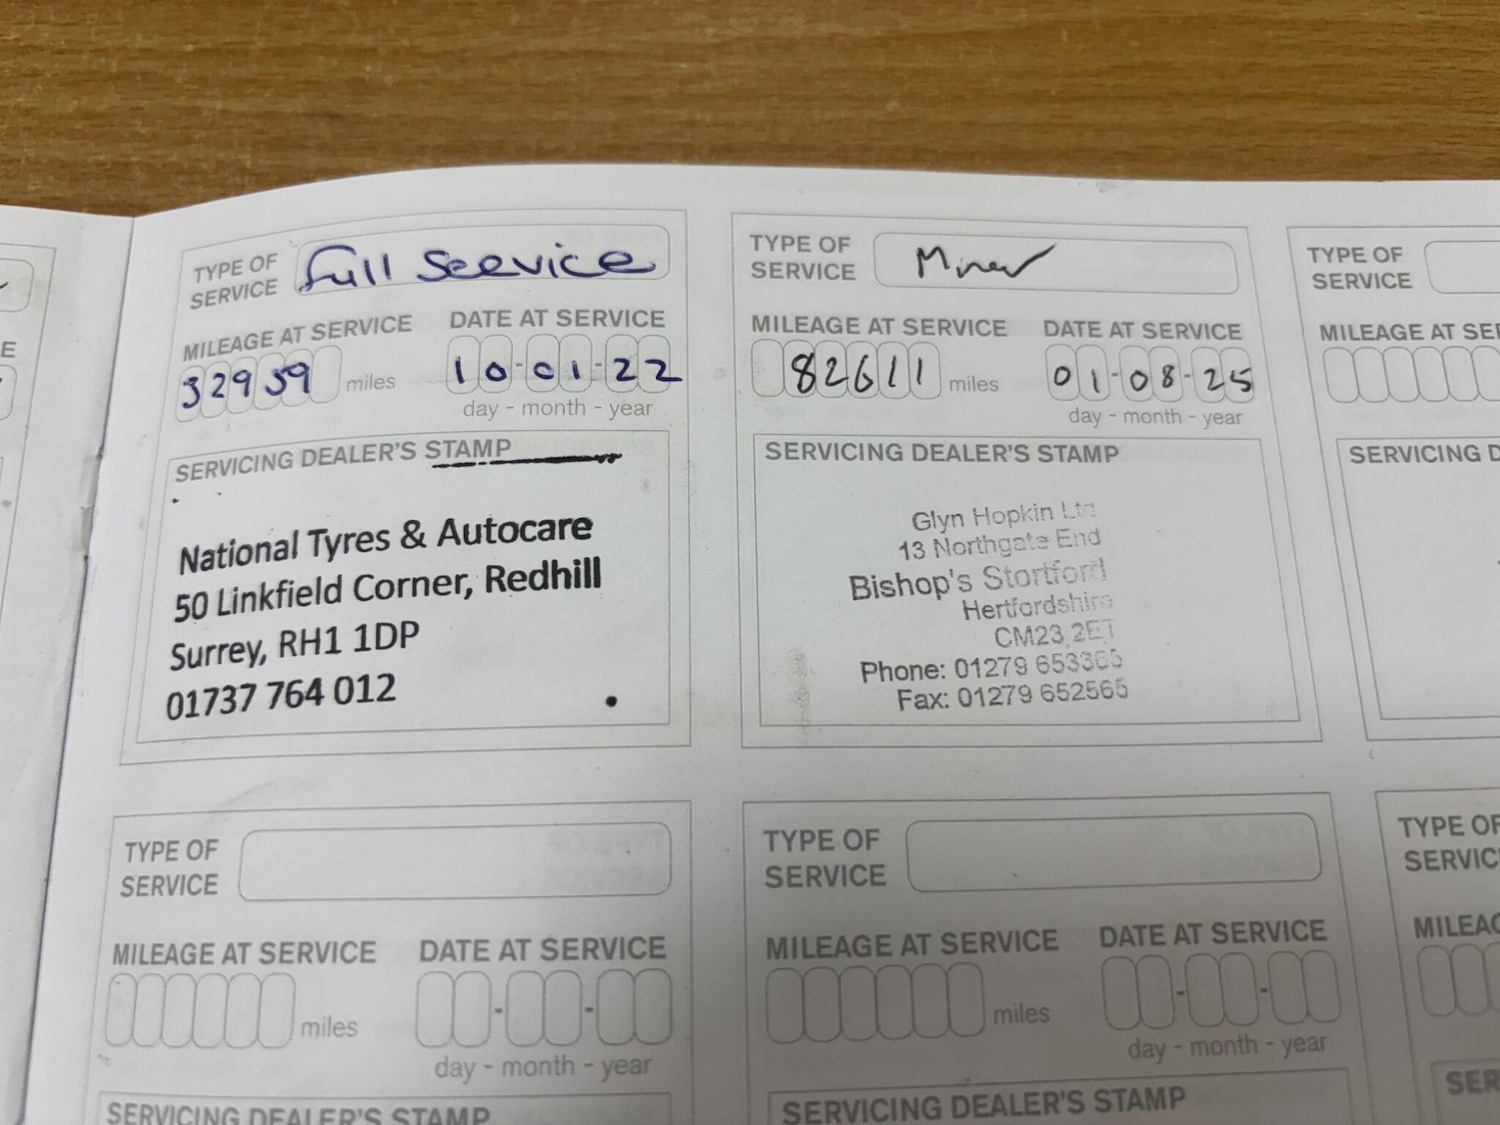 TYPE OF SERVICE Full Service
MILEAGE AT SERVICE DATE AT SERVICE
32959 miles 10-01-22
day - month - year
SERVICING DEALER'S STAMP
National Tyres & Autocare
50 Linkfield Corner, Redhill
Surrey, RH1 1DP
01737 764 012
TYPE OF SERVICE Minor
MILEAGE AT SERVICE DATE AT SERVICE
82611 miles 01-08-25
day - month - year
SERVICING DEALER'S STAMP
Glyn Hopkin Ltd
13 Northgate End
Bishop's Stortford
Hertfordshire
CM23 2ET
Phone: 01279 653365
Fax: 01279 652565
TYPE OF
SERVICE
MILEAGE AT SE
SERVICING D
TYPE OF
SERVICE
MILEAGE AT SERVICE DATE AT SERVICE
miles - -
day - month - year
SERVICING DEALER'S STAMP
TYPE OF
SERVICE
MILEAGE AT SERVICE DATE AT SERVICE
miles - -
day - month - year
SERVICING DEALER'S STAMP
TYPE OF
SERVIC
MILEAG
SER